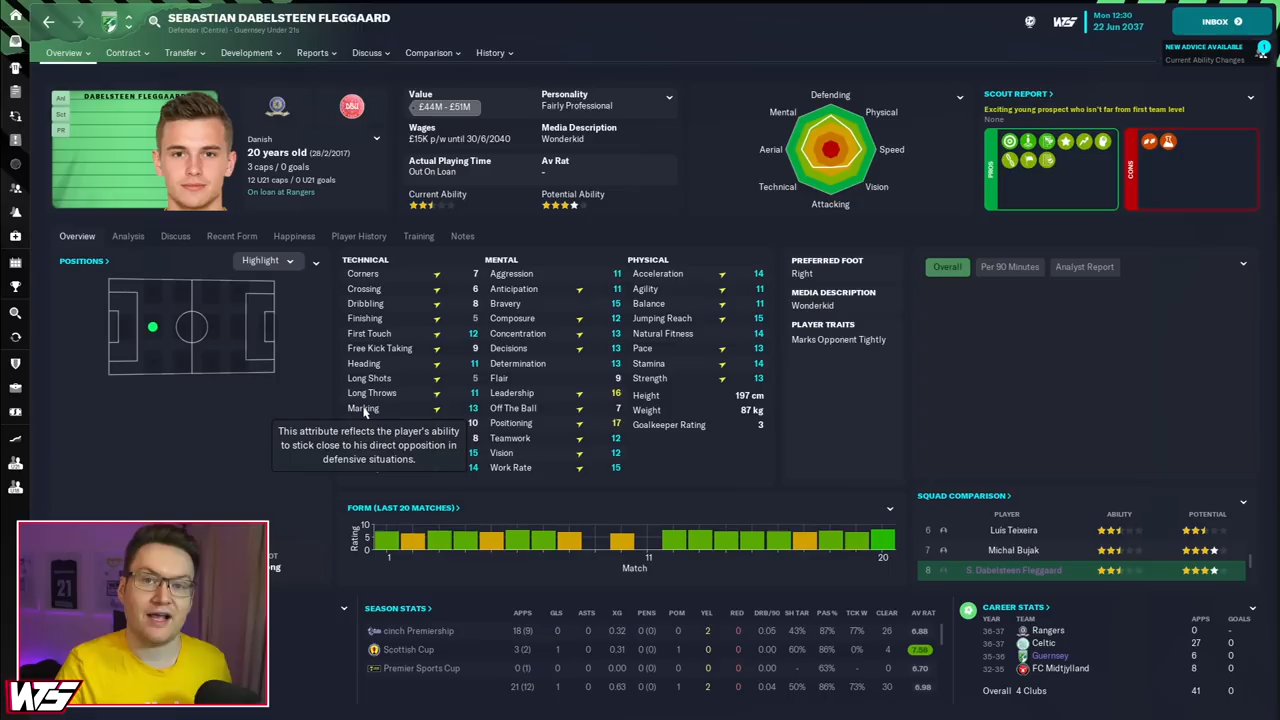 SEBASTIAN DABELSTEEN FLEGGAARD
Defender (Centre) - Guernsey Under 21s
Mon 12:30
22 Jun 2037
INBOX
NEW ADVICE AVAILABLE 1
Current Ability Changes
Overview Contract Transfer Development Reports Discuss Comparison History
Anl
Sct
PR
DABELSTEEN FLEGGAARD
DBU
Danish
20 years old (28/2/2017)
3 caps / 0 goals
12 U21 caps / 0 U21 goals
On loan at Rangers
Value
£44M - £51M
Personality
Fairly Professional
Wages
£15K p/w until 30/6/2040
Media Description
Wonderkid
Actual Playing Time
Out On Loan
Av Rat
-
Current Ability
Potential Ability
Defending
Physical
Speed
Vision
Attacking
Technical
Aerial
Mental
SCOUT REPORT >
Exciting young prospect who isn't far from first team level
None
PROS
CONS
Overview Analysis Discuss Recent Form Happiness Player History Training Notes
POSITIONS >
Highlight
TECHNICAL
Corners 7
Crossing 6
Dribbling 8
Finishing 5
First Touch 12
Free Kick Taking 9
Heading 11
Long Shots 5
Long Throws 11
Marking 13
10
8
15
14
This attribute reflects the player's ability
to stick close to his direct opposition in
defensive situations.
MENTAL
Aggression 11
Anticipation 11
Bravery 15
Composure 12
Concentration 13
Decisions 13
Determination 13
Flair 9
Leadership 16
Off The Ball 7
Positioning 17
Teamwork 12
Vision 12
Work Rate 15
PHYSICAL
Acceleration 14
Agility 11
Balance 11
Jumping Reach 15
Natural Fitness 14
Pace 13
Stamina 14
Strength 13
Height 197 cm
Weight 87 kg
Goalkeeper Rating 3
PREFERRED FOOT
Right
MEDIA DESCRIPTION
Wonderkid
PLAYER TRAITS
Marks Opponent Tightly
Overall Per 90 Minutes Analyst Report
FORM (LAST 20 MATCHES) >
Rating
10
5
0
1 11 20
Match
SQUAD COMPARISON >
PLAYER ABILITY POTENTIAL
6 Luís Teixeira
7 Michal Bujak
8 S. Dabelsteen Fleggaard
SEASON STATS > APPS GLS ASTS XG PENS POM YEL RED DRB/90 SH TAR PAS % TCK W CLEAR AV RAT
cinch Premiership 18 (9) 0 0 0.32 0 (0) 0 2 0 0.05 43% 87% 77% 26 6.88
Scottish Cup 3 (2) 1 0 0.31 0 (0) 1 0 0 0.00 60% 86% 0% 4 7.58
Premier Sports Cup 0 (1) 0 0 0.00 0 (0) 0 0 0 0.00 - 63% - 0 6.70
21 (12) 1 0 0.63 0 (0) 1 2 0 0.04 50% 86% 73% 30 6.98
CAREER STATS >
YEAR TEAM APPS GOALS
36-37 Rangers 0 -
36-37 Celtic 27 0
35-36 Guernsey 6 0
32-35 FC Midtjylland 8 0
Overall 4 Clubs 41 0
21
WTS